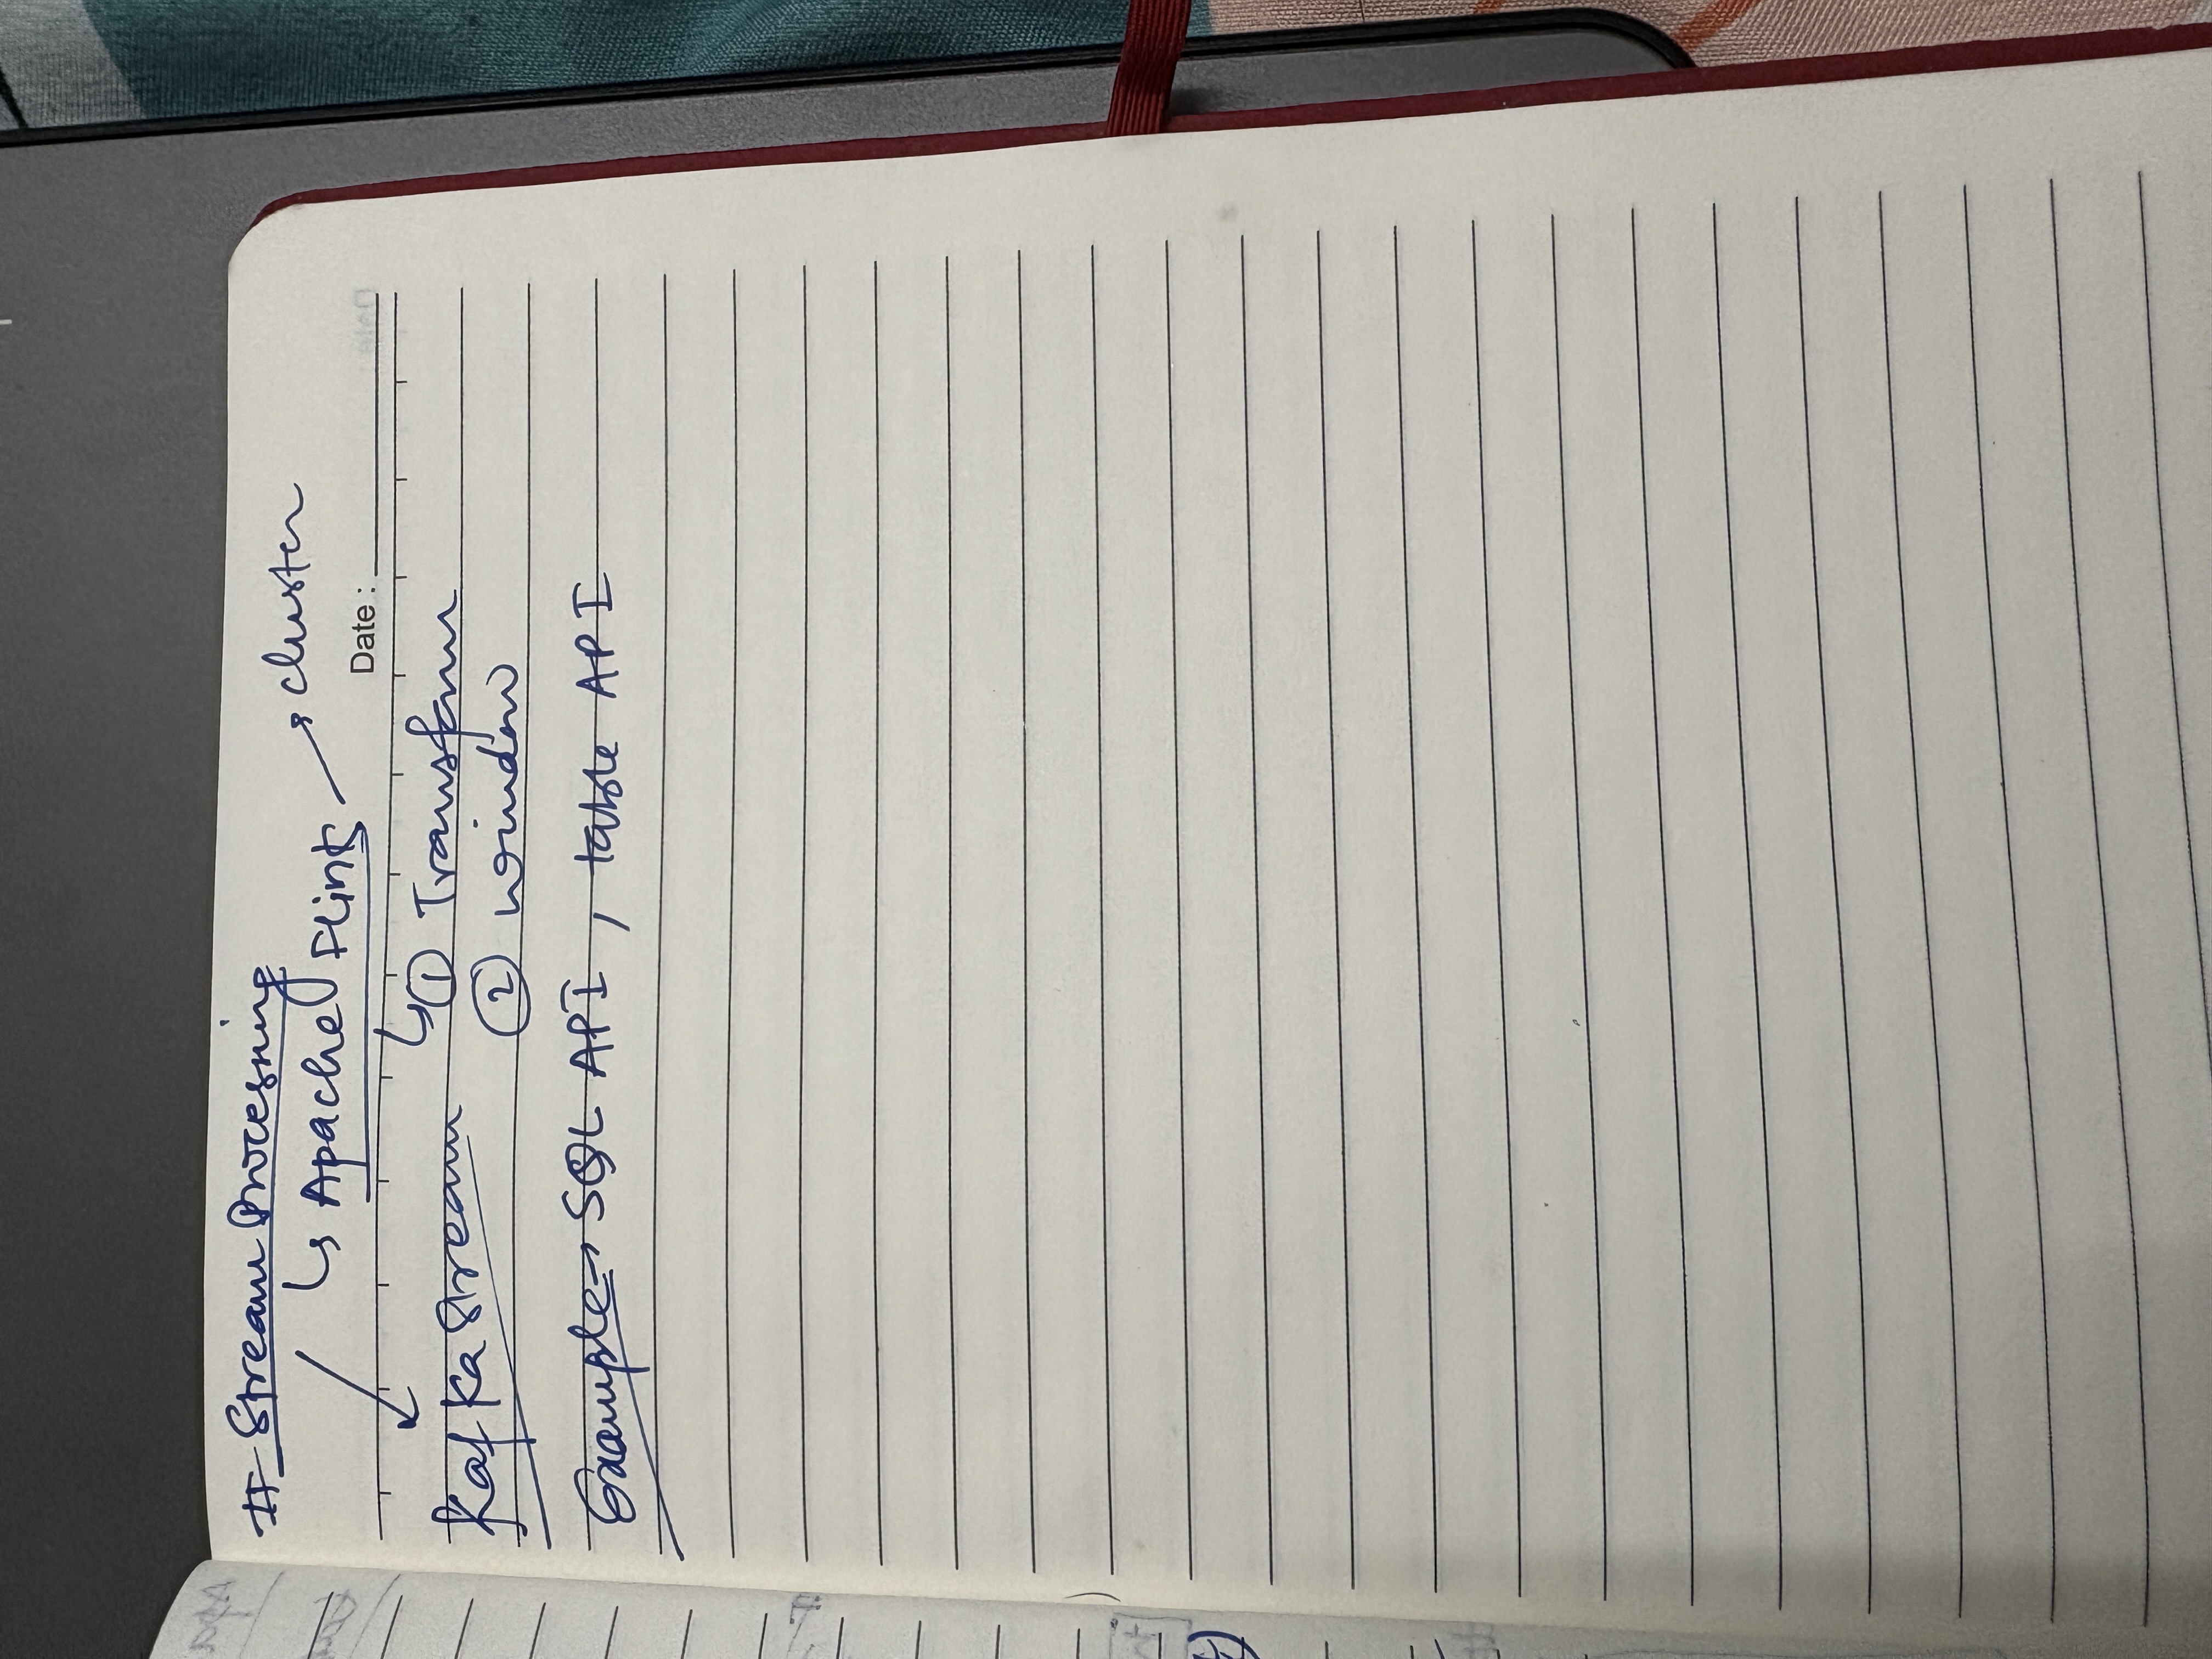 # Stream Processing
↳ Apache Flink → cluster
Date :
Kafka Stream
↳ ① Transform
② window
Example → SQL API , table API